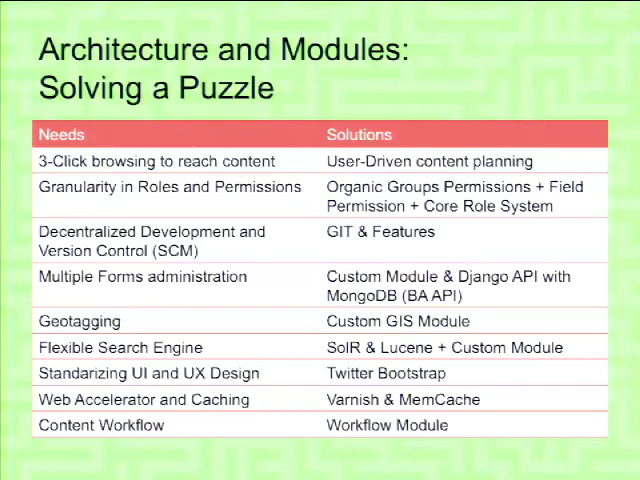 Architecture and Modules:
Solving a Puzzle
Needs Solutions
3-Click browsing to reach content User-Driven content planning
Granularity in Roles and Permissions Organic Groups Permissions + Field
Permission + Core Role System
Decentralized Development and GIT & Features
Version Control (SCM)
Multiple Forms administration Custom Module & Django API with
MongoDB (BA API)
Geotagging Custom GIS Module
Flexible Search Engine SolR & Lucene + Custom Module
Standarizing UI and UX Design Twitter Bootstrap
Web Accelerator and Caching Varnish & MemCache
Content Workflow Workflow Module